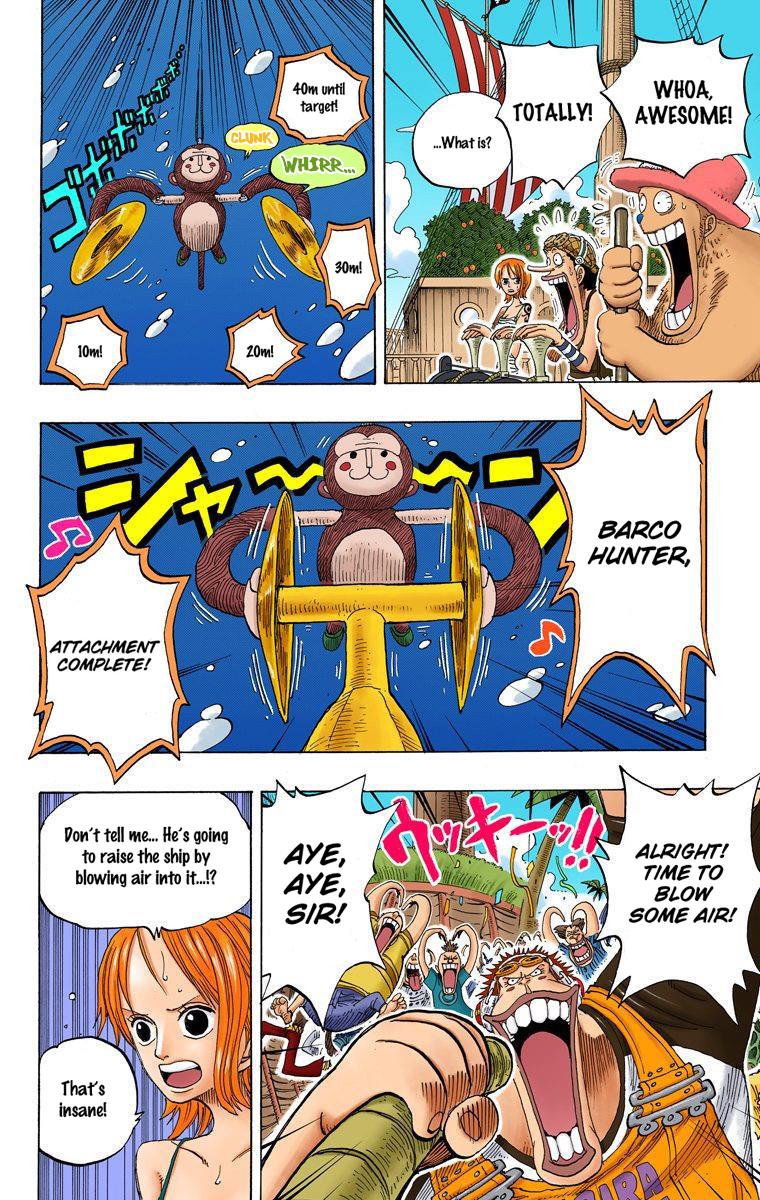 WHOA,
AWESOME!
TOTALLY!
...What is?
40m until
target!
CLUNK
WHIRR...
30m!
20m!
10m!
シャ〜〜ン
BARCO
HUNTER,
ATTACHMENT
COMPLETE!
ALRIGHT!
TIME TO
BLOW
SOME AIR!
ウッキーッ!!
AYE,
AYE,
SIR!
Don´t tell me... He´s going
to raise the ship by
blowing air into it...!?
That´s
insane!